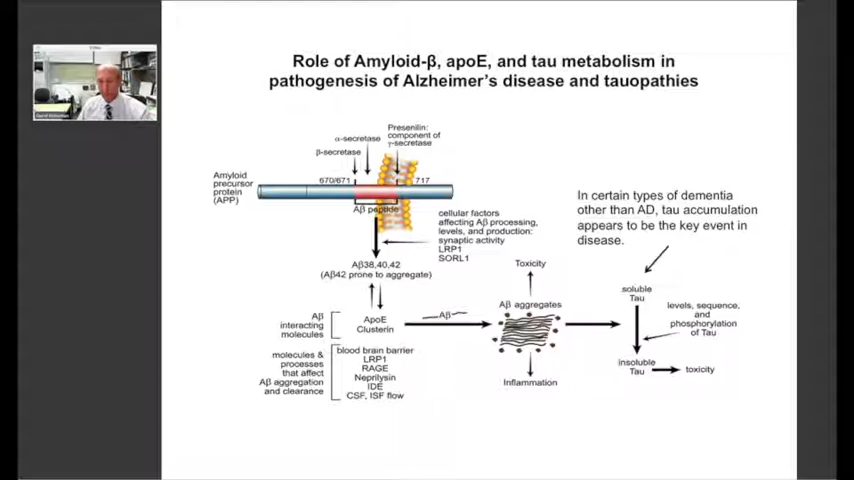 Role of Amyloid-β, apoE, and tau metabolism in
pathogenesis of Alzheimer's disease and tauopathies
Presenilin:
component of
γ-secretase
α-secretase
β-secretase
670/671
717
Amyloid
precursor
protein
(APP)
Aβ peptide
cellular factors
affecting Aβ processing,
levels, and production:
synaptic activity
LRP1
SORL1
In certain types of dementia
other than AD, tau accumulation
appears to be the key event in
disease.
Aβ38,40,42
(Aβ42 prone to aggregate)
Toxicity
soluble
Tau
Aβ aggregates
levels, sequence,
and
phosphorylation
of Tau
Aβ
interacting
molecules
ApoE
Clusterin
Aβ
molecules &
processes
that affect
Aβ aggregation
and clearance
blood brain barrier
LRP1
RAGE
Neprilysin
IDE
CSF, ISF flow
Inflammation
insoluble
Tau
toxicity